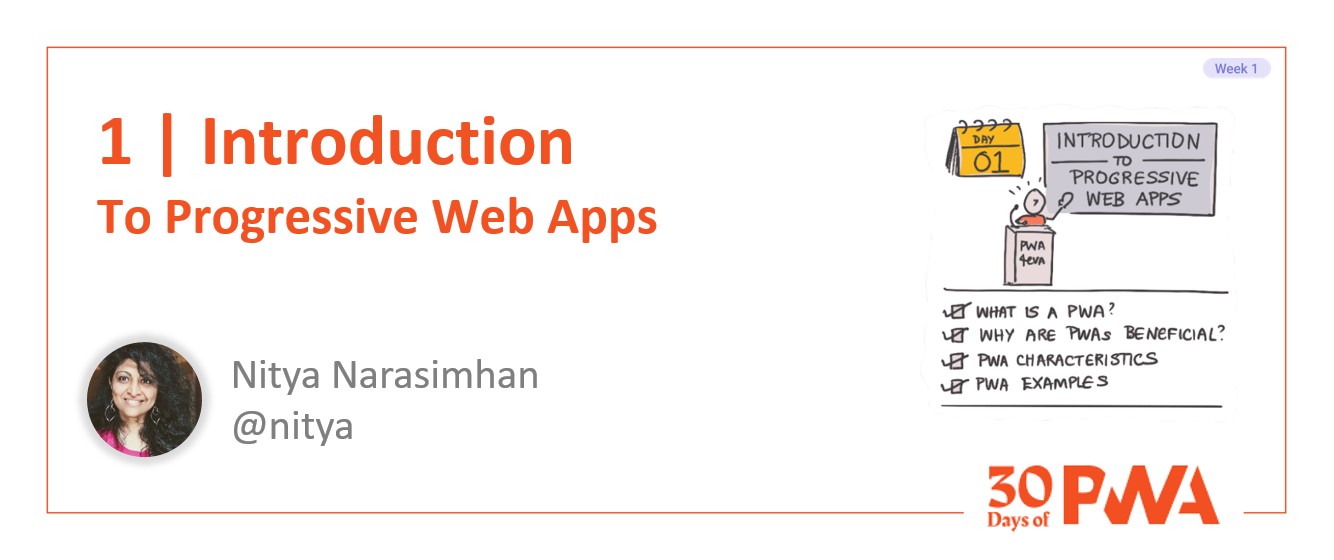 Week 1
1 | Introduction
To Progressive Web Apps
Nitya Narasimhan
@nitya
DAY
01
INTRODUCTION
TO
PROGRESSIVE
WEB APPS
PWA
4eva
WHAT IS A PWA?
WHY ARE PWAs BENEFICIAL?
PWA CHARACTERISTICS
PWA EXAMPLES
30
Days of
PWA